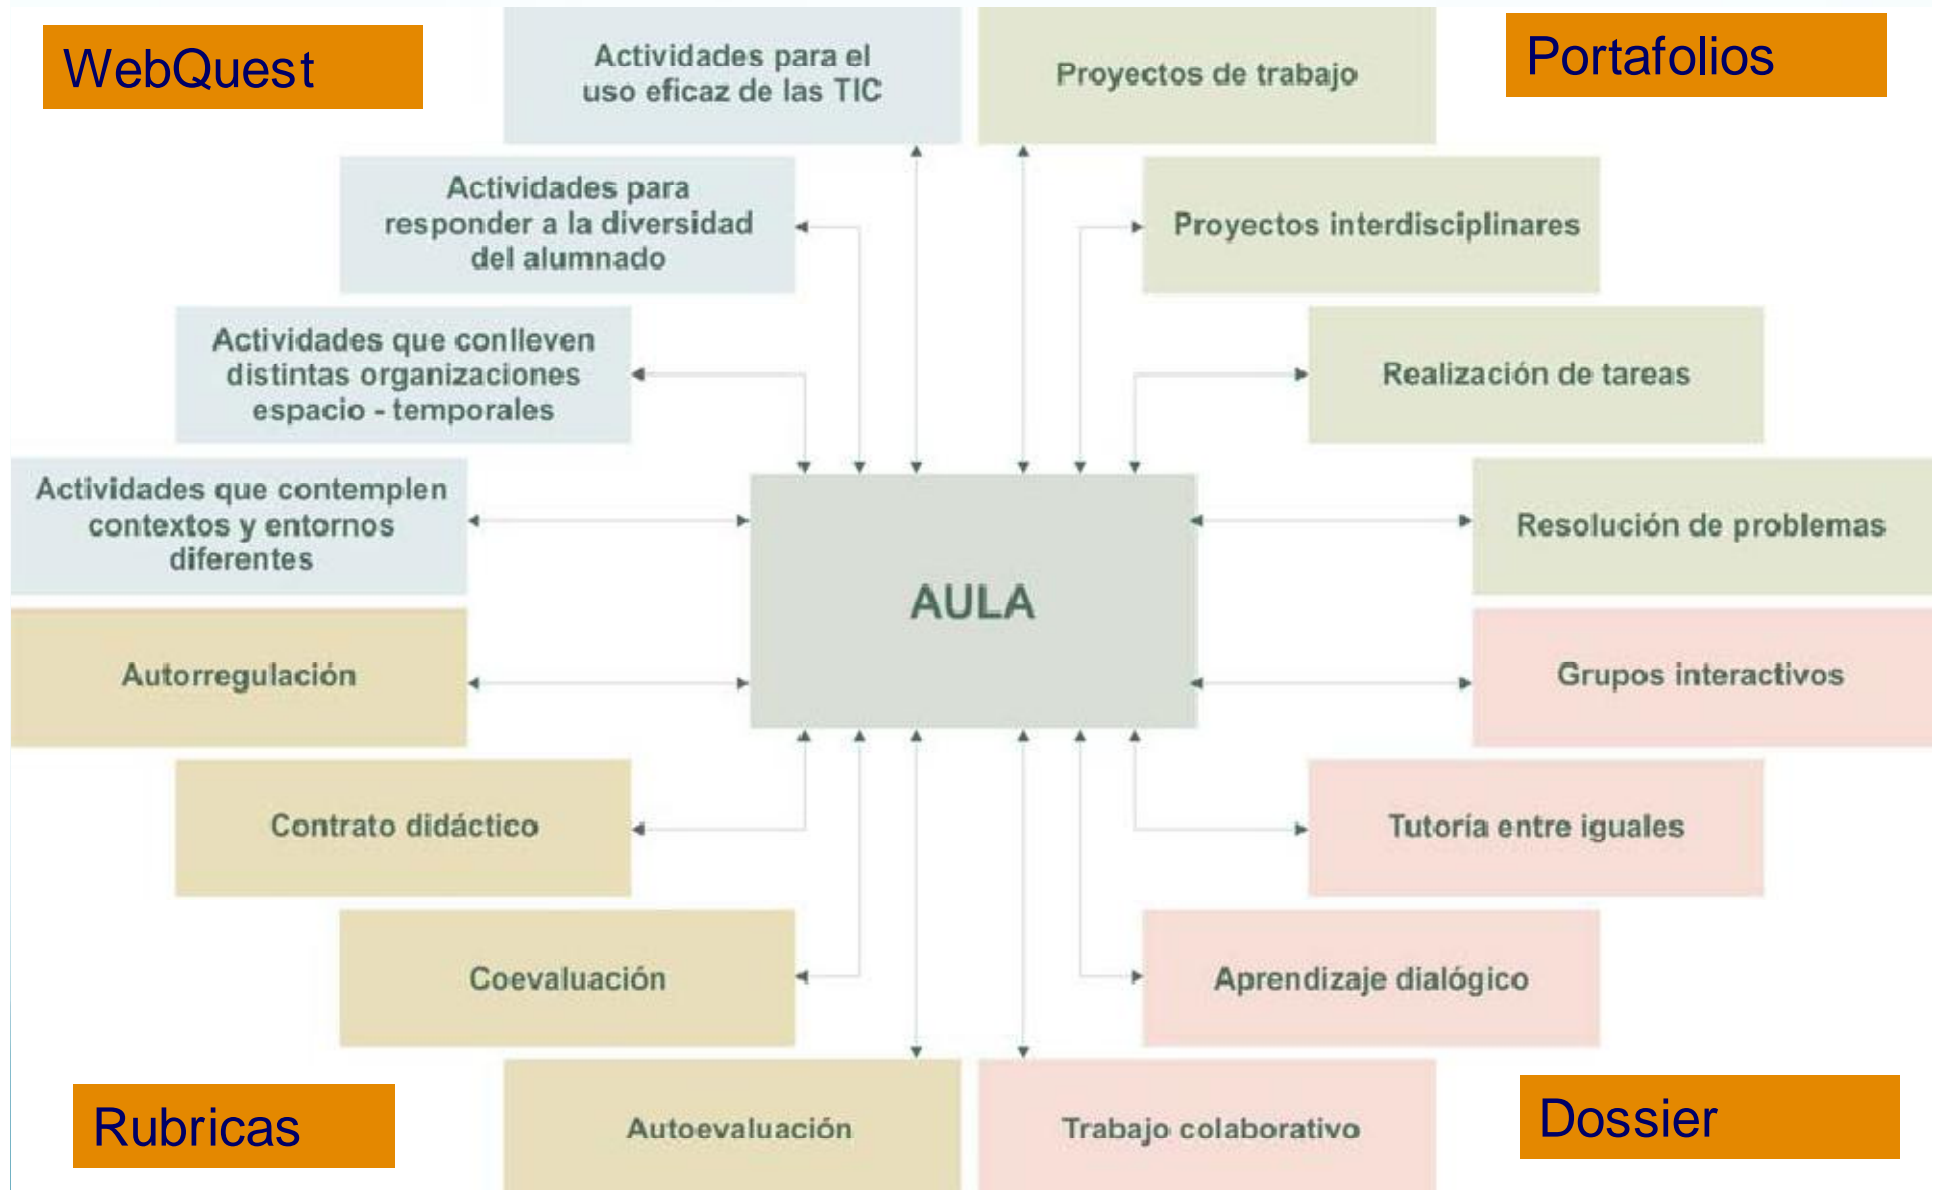 WebQuest
Actividades para el
uso eficaz de las TIC
Proyectos de trabajo
Portafolios
Actividades para
responder a la diversidad
del alumnado
Proyectos interdisciplinares
Actividades que conlleven
distintas organizaciones
espacio - temporales
Realización de tareas
Actividades que contemplen
contextos y entornos
diferentes
Resolución de problemas
AULA
Autorregulación
Grupos interactivos
Contrato didáctico
Tutoría entre iguales
Coevaluación
Aprendizaje dialógico
Rubricas
Autoevaluación
Trabajo colaborativo
Dossier